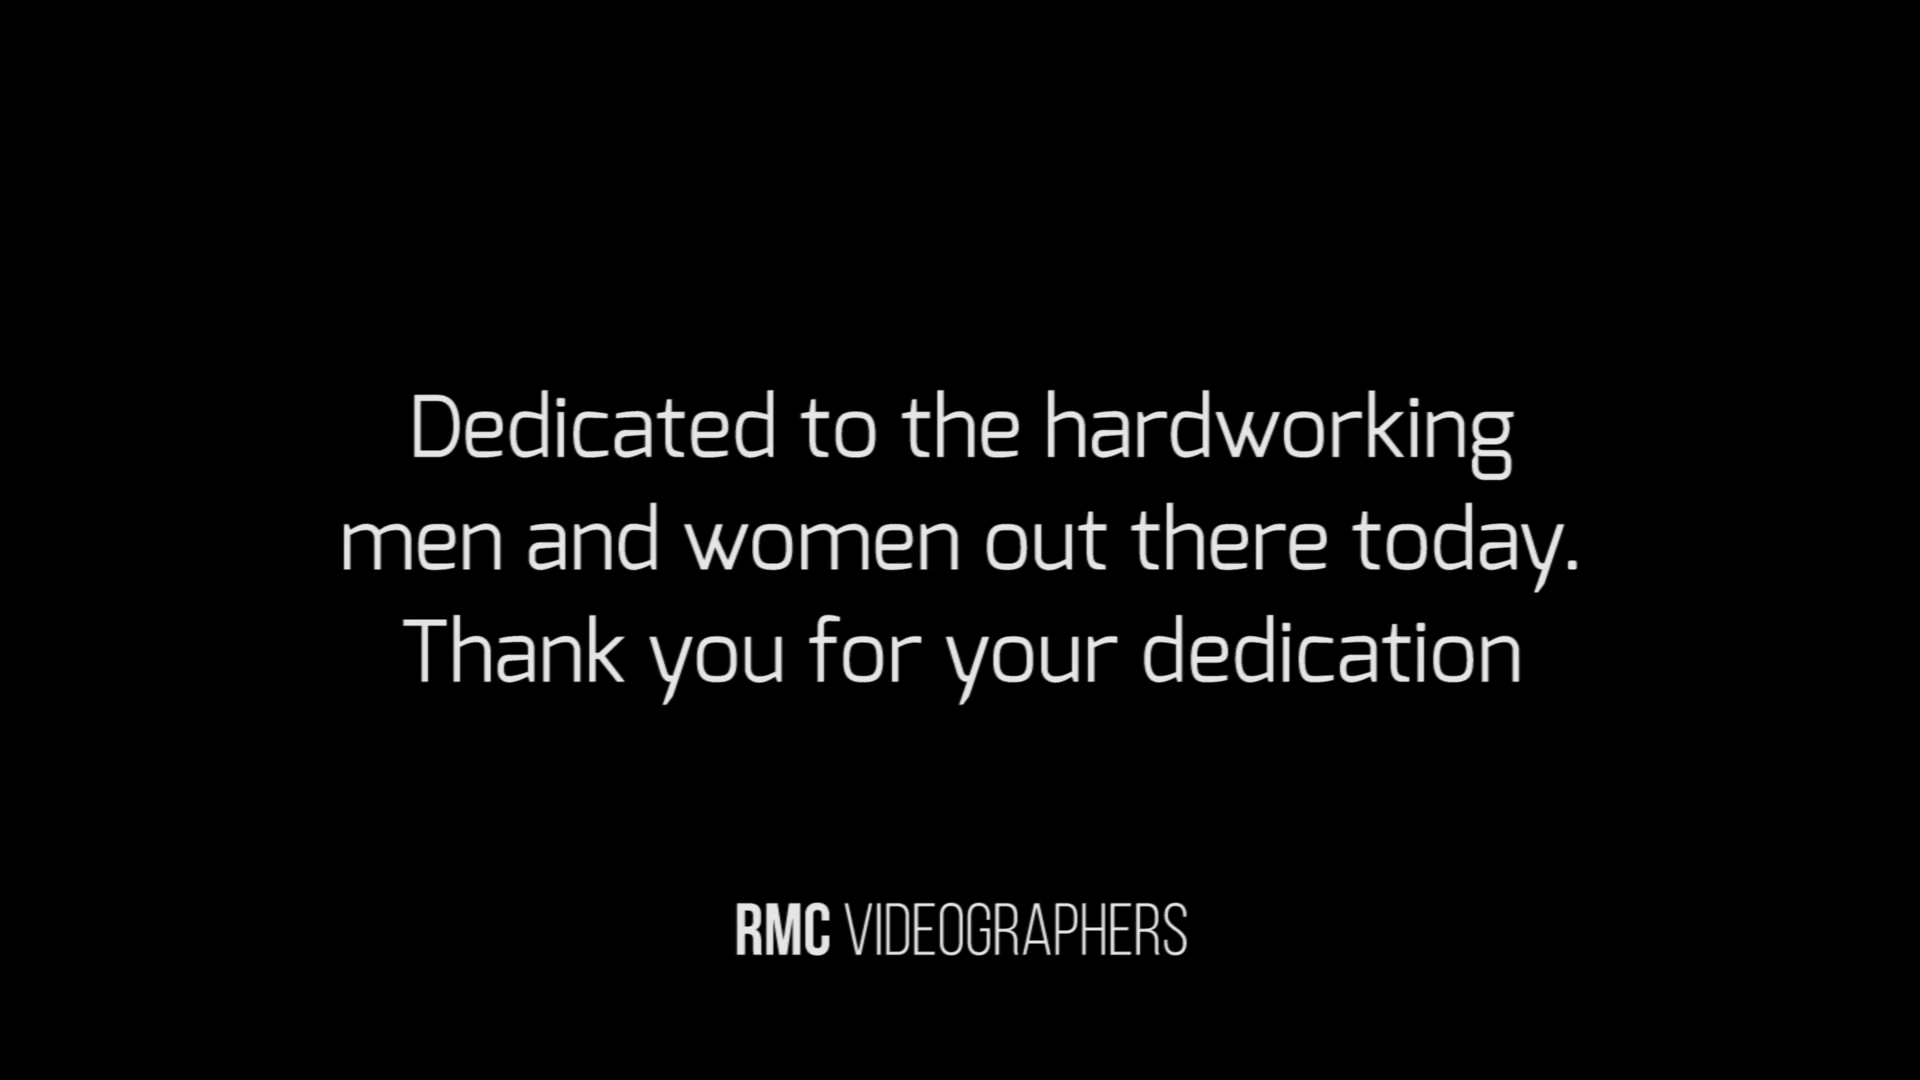 Dedicated to the hardworking
men and women out there today.
Thank you for your dedication
RMC VIDEOGRAPHERS